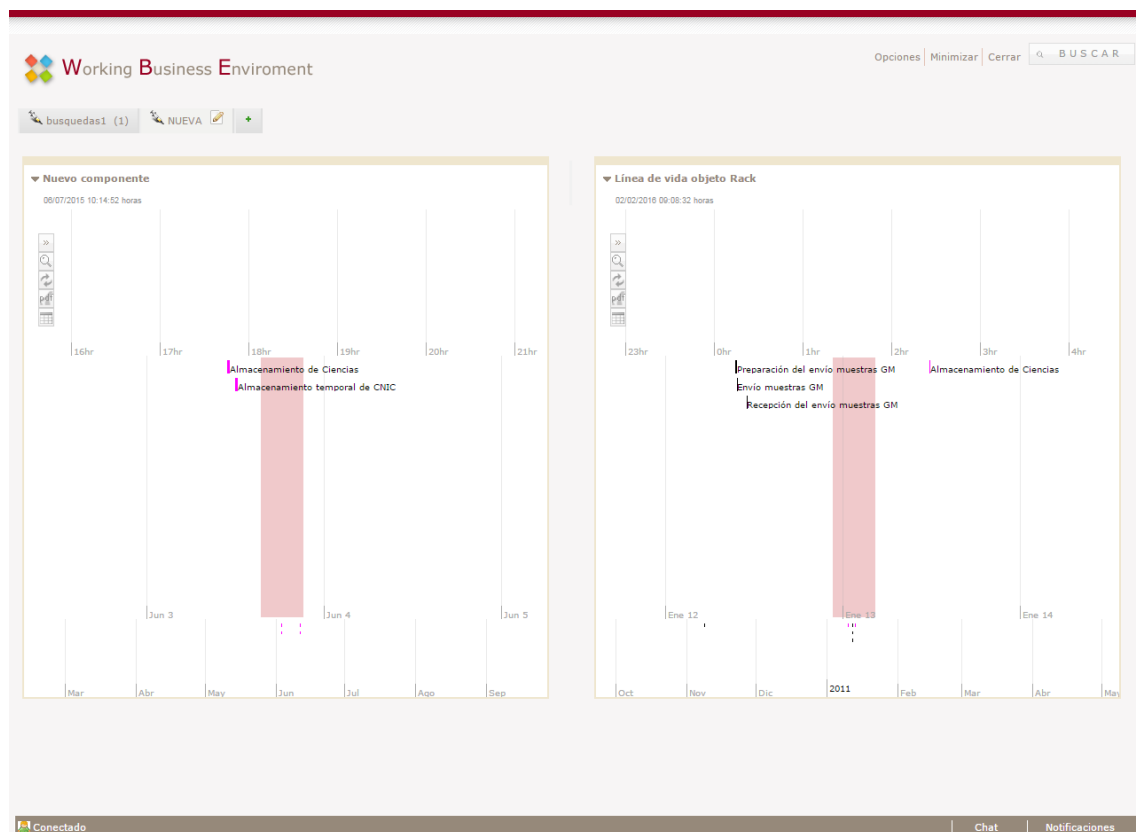 Opciones Minimizar Cerrar BUSCAR
Working Business Enviroment
busquedas1 (1) NUEVA +
Nuevo componente
06/07/2015 10:14:52 horas
»
pdf
16hr 17hr 18hr 19hr 20hr 21hr
Almacenamiento de Ciencias
Almacenamiento temporal de CNIC
Jun 3 Jun 4 Jun 5
Mar Abr May Jun Jul Ago Sep
Línea de vida objeto Rack
02/02/2016 09:08:32 horas
»
pdf
23hr 0hr 1hr 2hr 3hr 4hr
Preparación del envío muestras GM Almacenamiento de Ciencias
Envío muestras GM
Recepción del envío muestras GM
Ene 12 Ene 13 Ene 14
Oct Nov Dic 2011 Feb Mar Abr May
Conectado Chat Notificaciones